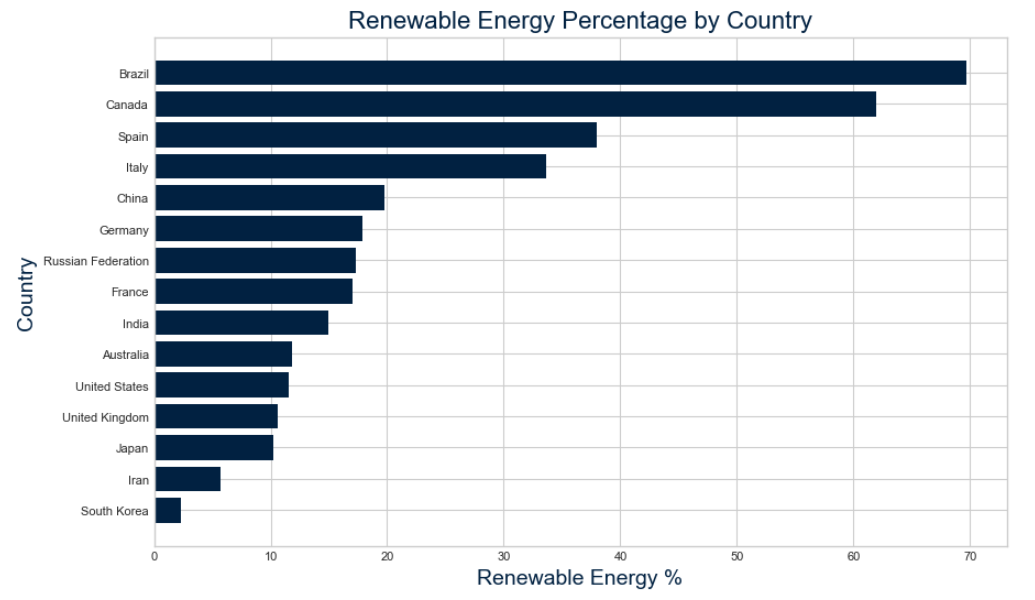 Renewable Energy Percentage by Country
Brazil
Canada
Spain
Italy
China
Germany
Russian Federation
France
India
Australia
United States
United Kingdom
Japan
Iran
South Korea
Country
0 10 20 30 40 50 60 70
Renewable Energy %